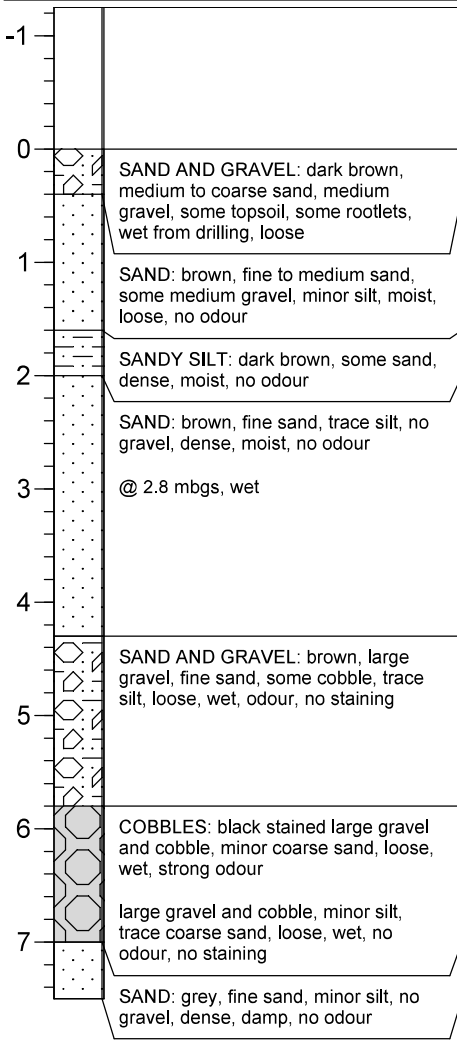 -1
0
SAND AND GRAVEL: dark brown,
medium to coarse sand, medium
gravel, some topsoil, some rootlets,
wet from drilling, loose
1
SAND: brown, fine to medium sand,
some medium gravel, minor silt, moist,
loose, no odour
SANDY SILT: dark brown, some sand,
dense, moist, no odour
2
SAND: brown, fine sand, trace silt, no
gravel, dense, moist, no odour
@ 2.8 mbgs, wet
3
4
SAND AND GRAVEL: brown, large
gravel, fine sand, some cobble, trace
silt, loose, wet, odour, no staining
5
6
COBBLES: black stained large gravel
and cobble, minor coarse sand, loose,
wet, strong odour
large gravel and cobble, minor silt,
trace coarse sand, loose, wet, no
odour, no staining
7
SAND: grey, fine sand, minor silt, no
gravel, dense, damp, no odour